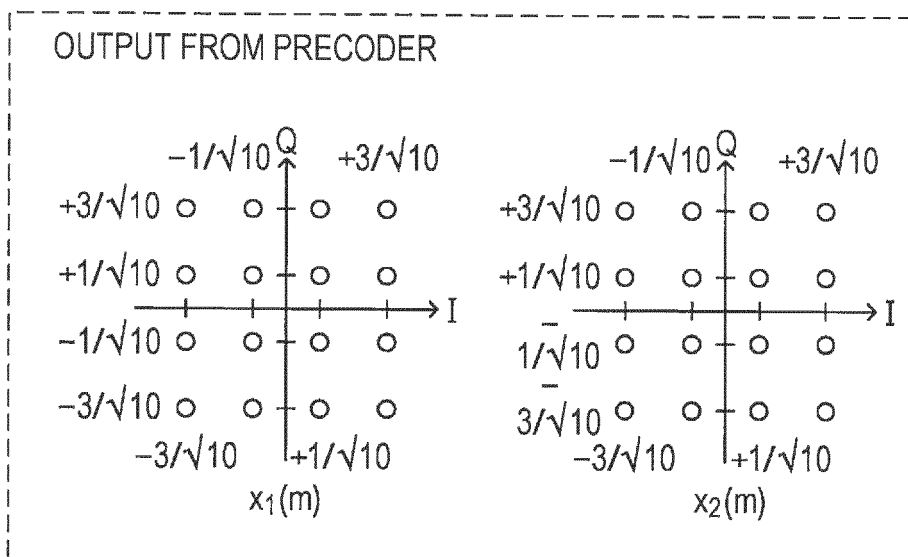 OUTPUT FROM PRECODER
−1/√10 Q +3/√10
+3/√10
+1/√10
I
−1/√10
−3/√10
−3/√10 +1/√10
x₁(m)
−1/√10 Q +3/√10
+3/√10
+1/√10
I
−
1/√10
−
3/√10
−3/√10 +1/√10
x₂(m)